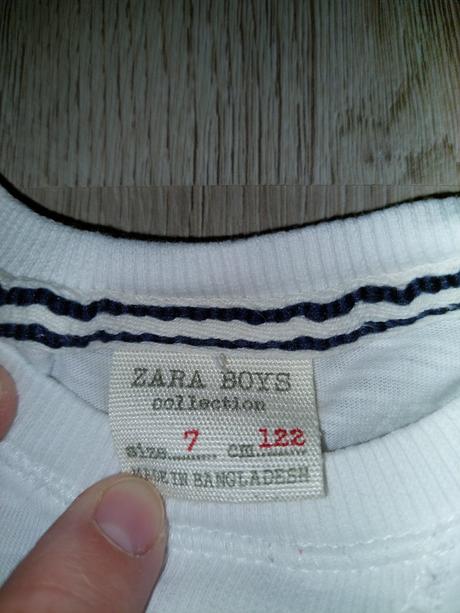 ZARA BOYS
collection
size.......7....... cm..122......
MADE IN BANGLADESH